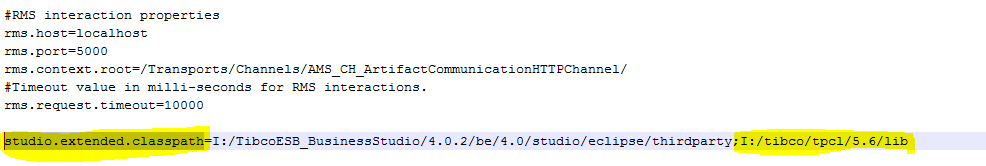 #RMS interaction properties
rms.host=localhost
rms.port=5000
rms.context.root=/Transports/Channels/AMS_CH_ArtifactCommunicationHTTPChannel/
#Timeout value in milli-seconds for RMS interactions.
rms.request.timeout=10000
studio.extended.classpath=I:/TibcoESB_BusinessStudio/4.0.2/be/4.0/studio/eclipse/thirdparty;I:/tibco/tpcl/5.6/lib